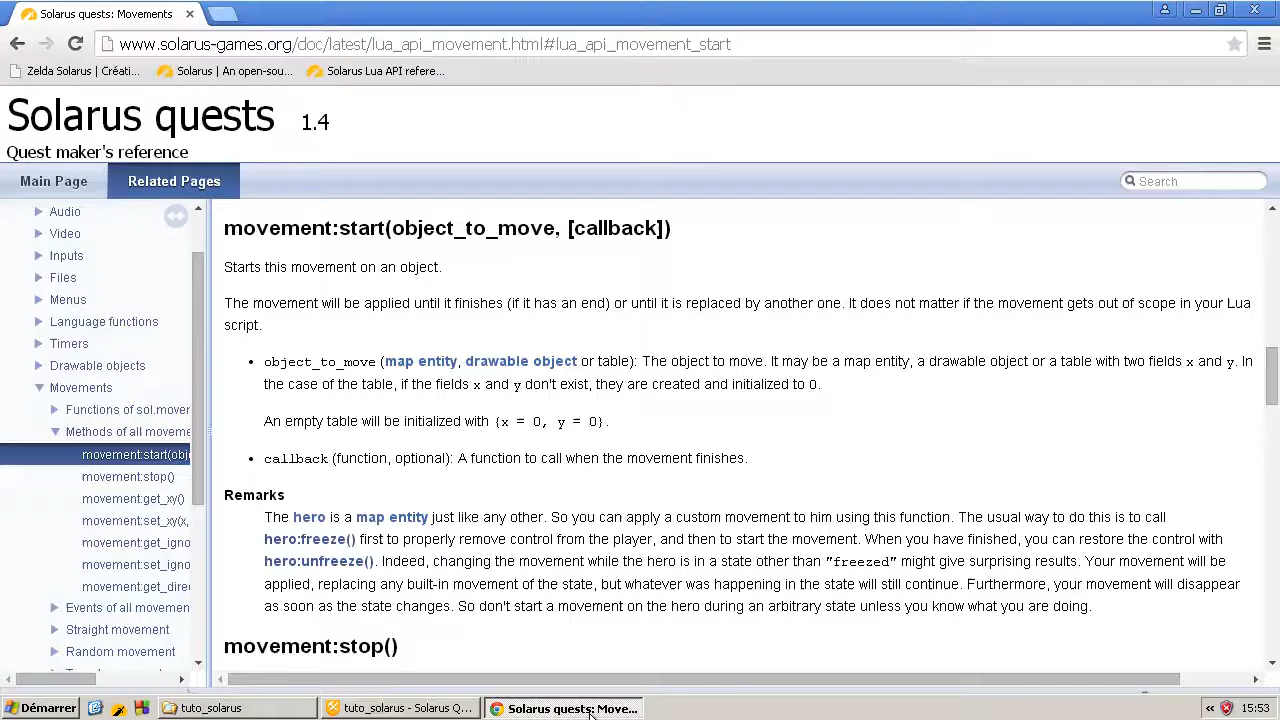 Solarus quests: Movements
www.solarus-games.org/doc/latest/lua_api_movement.html#lua_api_movement_start
Zelda Solarus | Créati...
Solarus | An open-sou...
Solarus Lua API refere...
Solarus quests 1.4
Quest maker's reference
Main Page
Related Pages
Search
Audio
Video
Inputs
Files
Menus
Language functions
Timers
Drawable objects
Movements
Functions of sol.mover
Methods of all moveme
movement:start(obj
movement:stop()
movement:get_xy()
movement:set_xy(x,
movement:get_igno
movement:set_igno
movement:get_dire
Events of all movemen
Straight movement
Random movement
movement:start(object_to_move, [callback])
Starts this movement on an object.
The movement will be applied until it finishes (if it has an end) or until it is replaced by another one. It does not matter if the movement gets out of scope in your Lua
script.
• object_to_move (map entity, drawable object or table): The object to move. It may be a map entity, a drawable object or a table with two fields x and y. In
the case of the table, if the fields x and y don't exist, they are created and initialized to 0.
An empty table will be initialized with {x = 0, y = 0}.
• callback (function, optional): A function to call when the movement finishes.
Remarks
The hero is a map entity just like any other. So you can apply a custom movement to him using this function. The usual way to do this is to call
hero:freeze() first to properly remove control from the player, and then to start the movement. When you have finished, you can restore the control with
hero:unfreeze(). Indeed, changing the movement while the hero is in a state other than "freezed" might give surprising results. Your movement will be
applied, replacing any built-in movement of the state, but whatever was happening in the state will still continue. Furthermore, your movement will disappear
as soon as the state changes. So don't start a movement on the hero during an arbitrary state unless you know what you are doing.
movement:stop()
Démarrer
tuto_solarus
tuto_solarus - Solarus Q...
Solarus quests: Move...
15:53